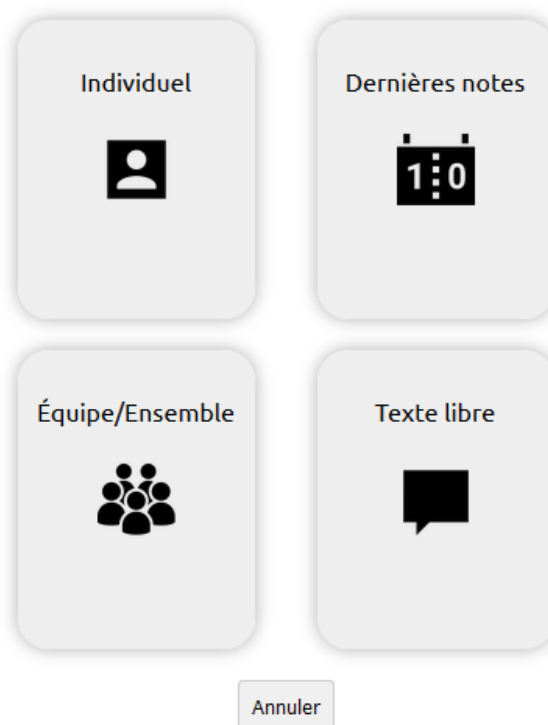 Individuel
Dernières notes
1:0
Équipe/Ensemble
Texte libre
Annuler